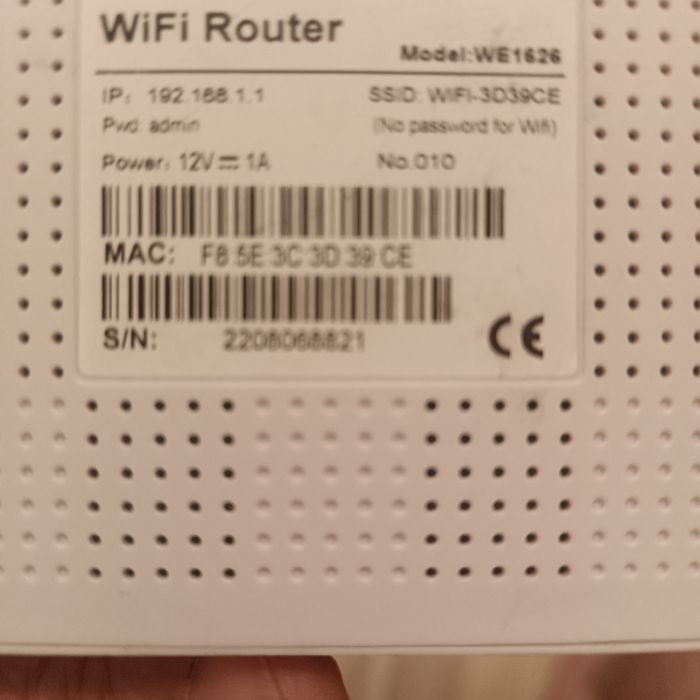 WiFi Router
Model:WE1626
IP: 192.168.1.1
SSID: WIFI-3D39CE
Pwd: admin
(No password for Wifi)
Power: 12V⎓1A
No.010
MAC: F8 5E 3C 3D 39 CE
S/N: 2208068821
CE